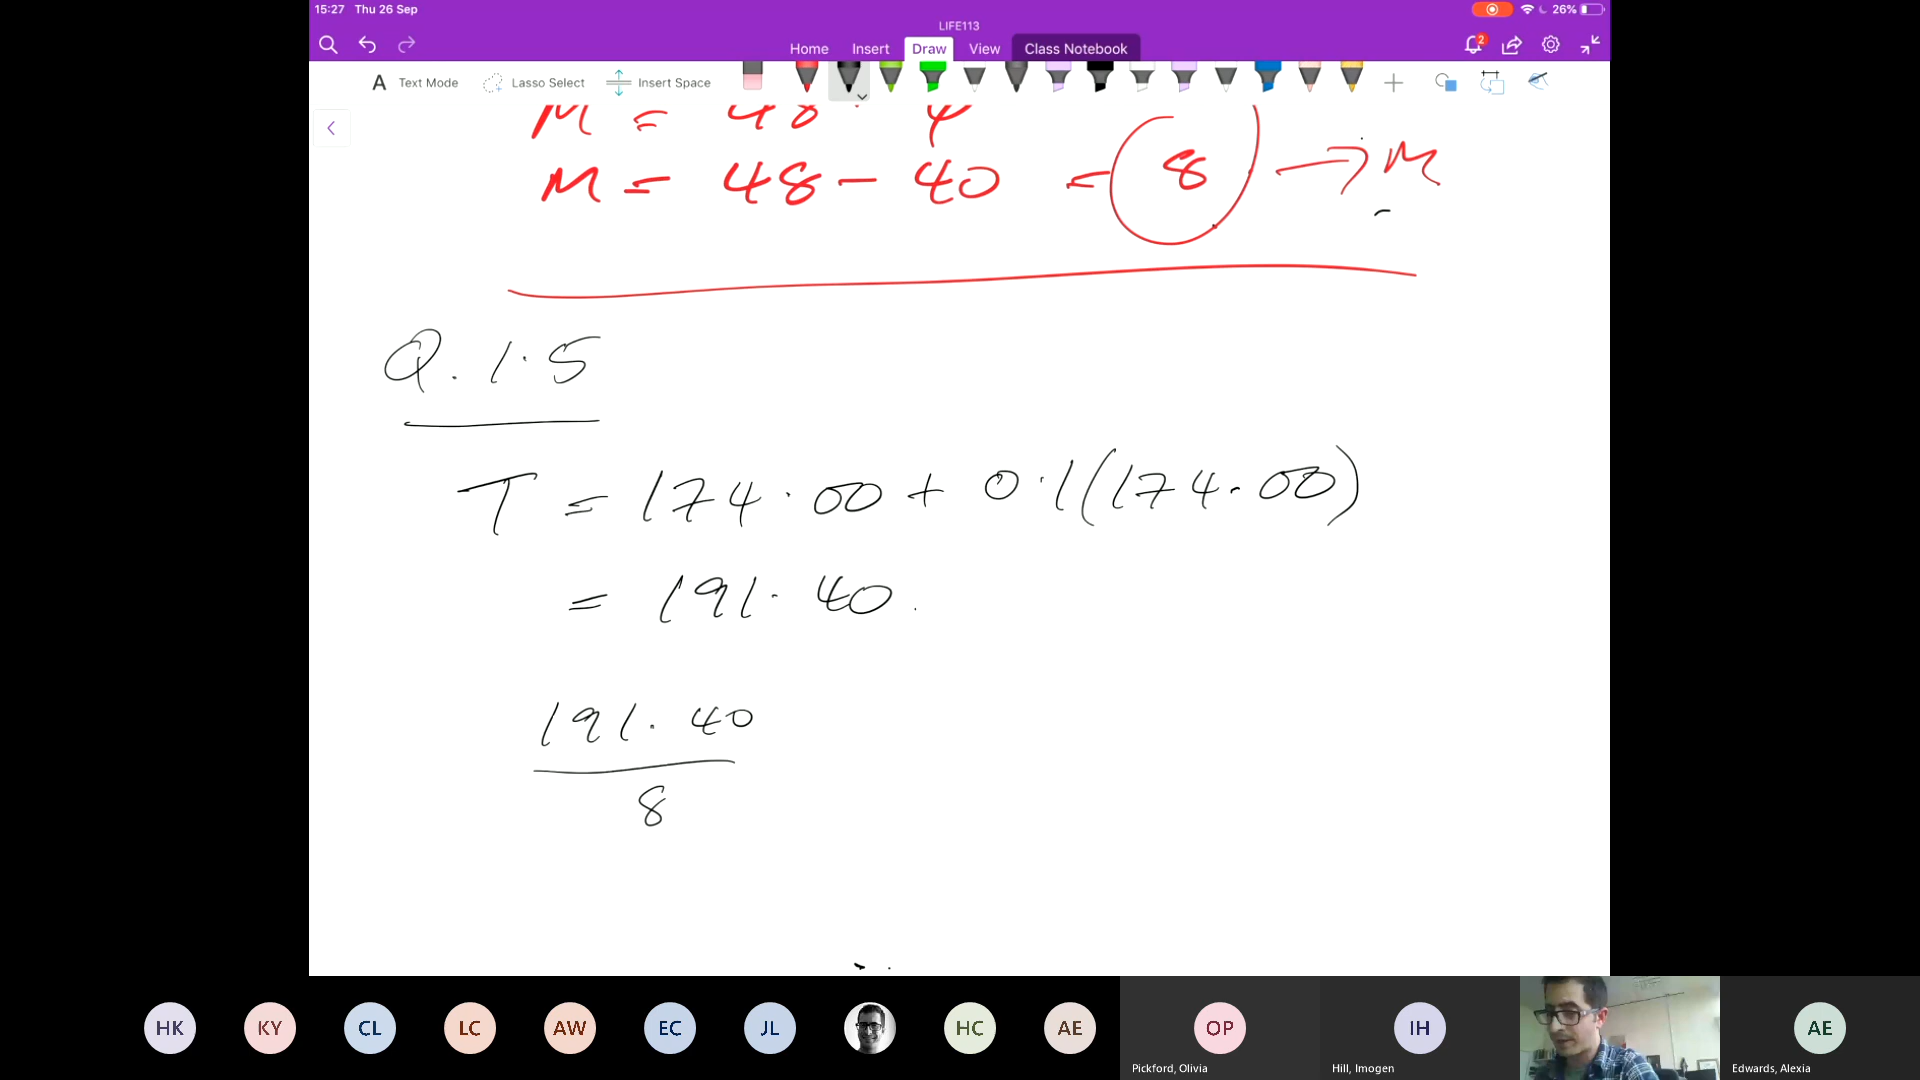 15:27 Thu 26 Sep
26%
LIFE113
Home Insert Draw View Class Notebook
2
A Text Mode Lasso Select Insert Space
M = 48 - 40 = 8 → M
Q. 1.5
T = 174.00 + 0.1(174.00)
= 191.40.
191.40
8
HK KY CL LC AW EC JL HC AE OP IH AE
Pickford, Olivia Hill, Imogen Edwards, Alexia